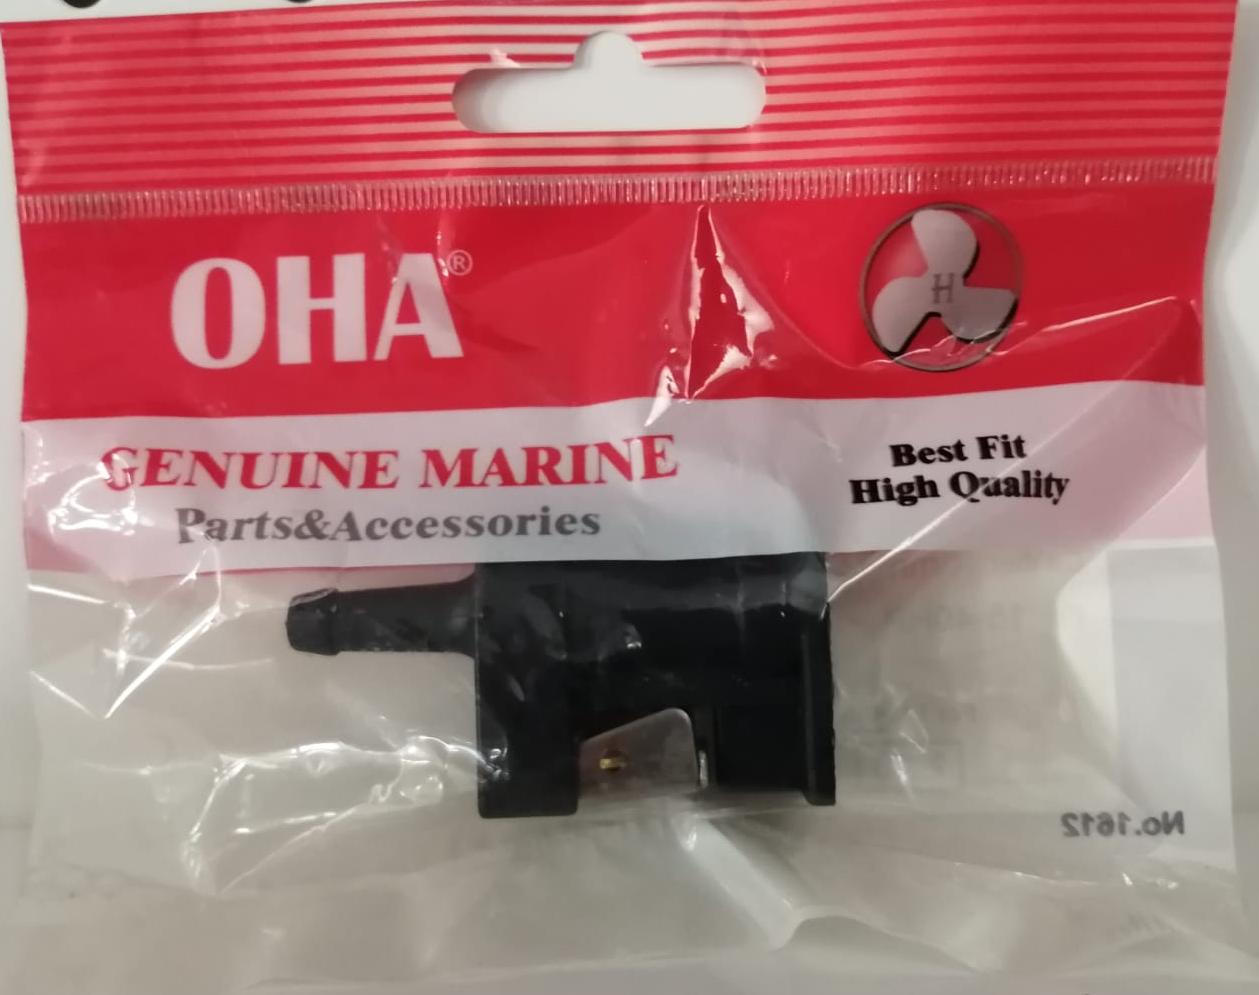 OHA®
H
GENUINE MARINE
Parts&Accessories
Best Fit
High Quality
No.1612